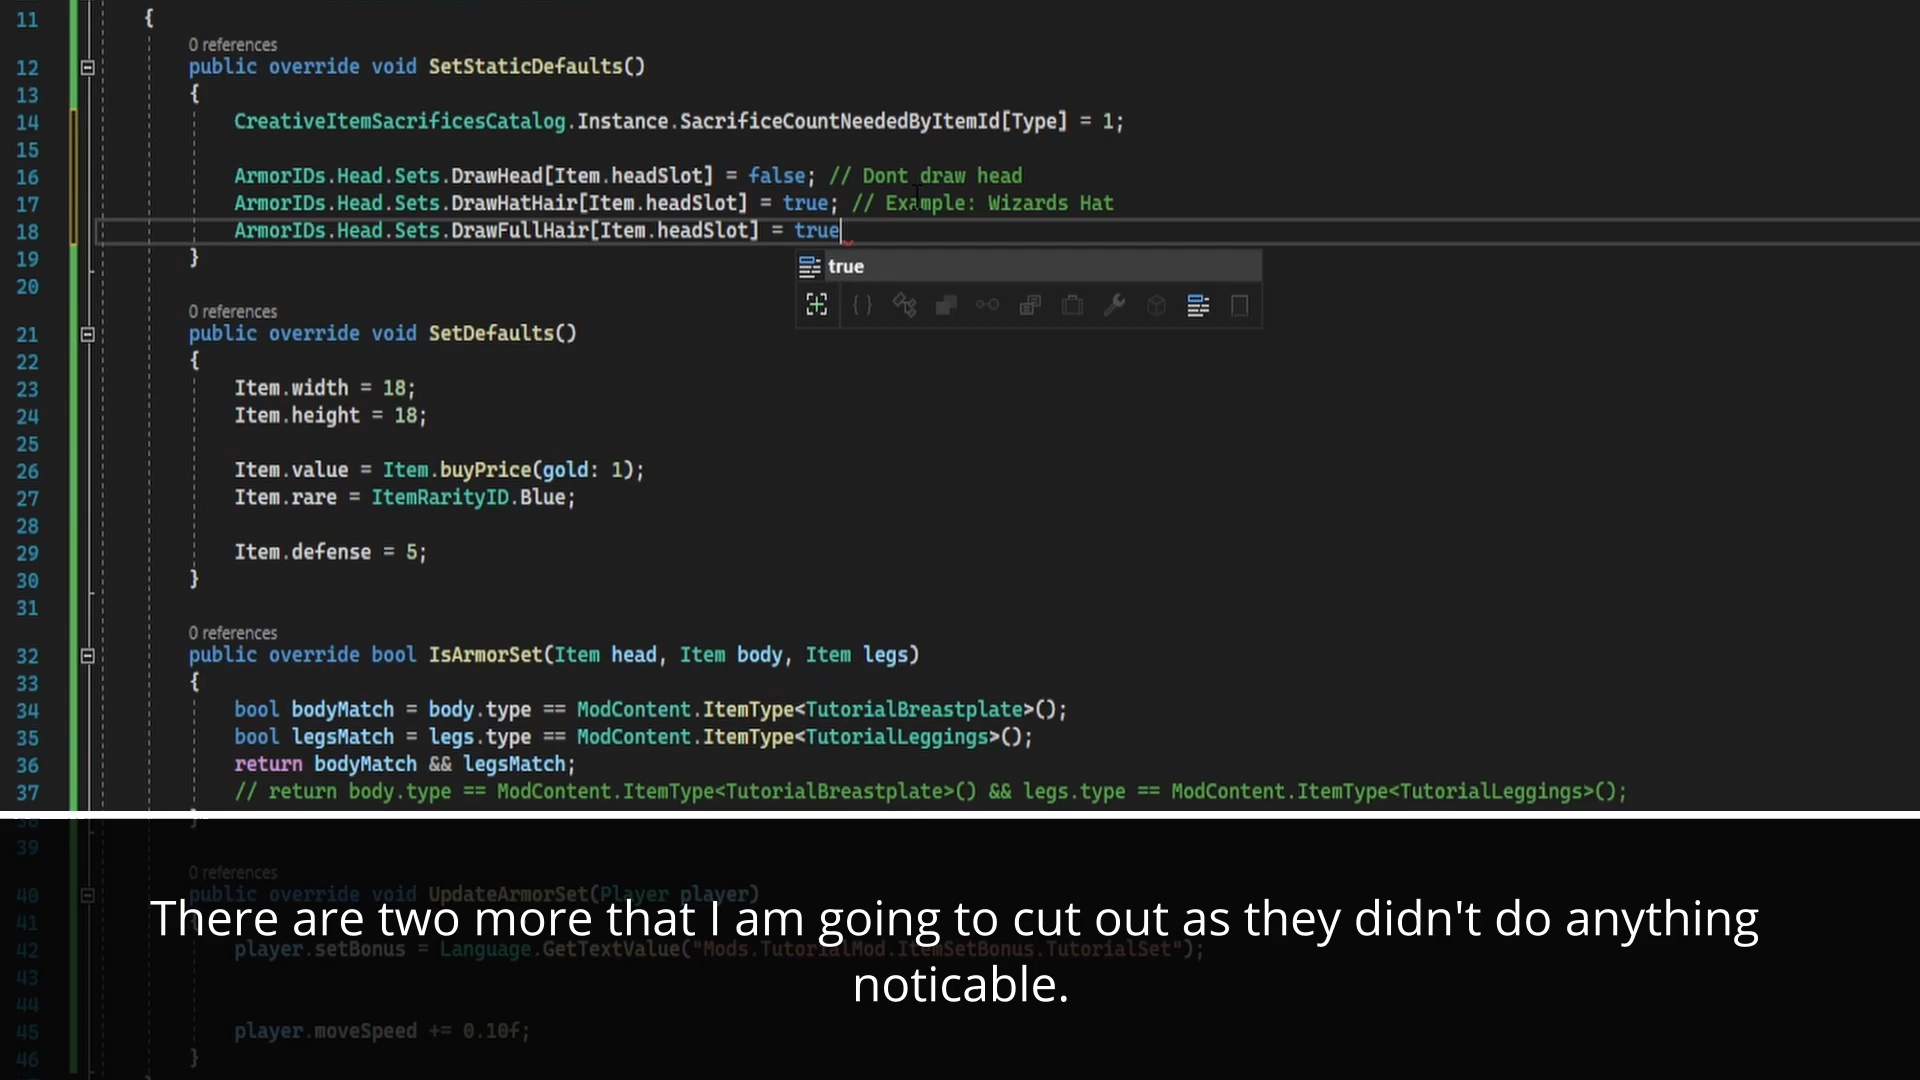 11 {
0 references
12 public override void SetStaticDefaults()
13 {
14 CreativeItemSacrificesCatalog.Instance.SacrificeCountNeededByItemId[Type] = 1;
15
16 ArmorIDs.Head.Sets.DrawHead[Item.headSlot] = false; // Dont draw head
17 ArmorIDs.Head.Sets.DrawHatHair[Item.headSlot] = true; // Example: Wizards Hat
18 ArmorIDs.Head.Sets.DrawFullHair[Item.headSlot] = true
19 }
true
20
0 references
21 public override void SetDefaults()
22 {
23 Item.width = 18;
24 Item.height = 18;
25
26 Item.value = Item.buyPrice(gold: 1);
27 Item.rare = ItemRarityID.Blue;
28
29 Item.defense = 5;
30 }
31
0 references
32 public override bool IsArmorSet(Item head, Item body, Item legs)
33 {
34 bool bodyMatch = body.type == ModContent.ItemType<TutorialBreastplate>();
35 bool legsMatch = legs.type == ModContent.ItemType<TutorialLeggings>();
36 return bodyMatch && legsMatch;
37 // return body.type == ModContent.ItemType<TutorialBreastplate>() && legs.type == ModContent.ItemType<TutorialLeggings>();
38 }
39
0 references
40 public override void UpdateArmorSet(Player player)
41 {
There are two more that I am going to cut out as they didn't do anything
42 player.setBonus = Language.GetTextValue("Mods.TutorialMod.ItemSetBonus.TutorialSet");
43
noticable.
44
45 player.moveSpeed += 0.10f;
46 }